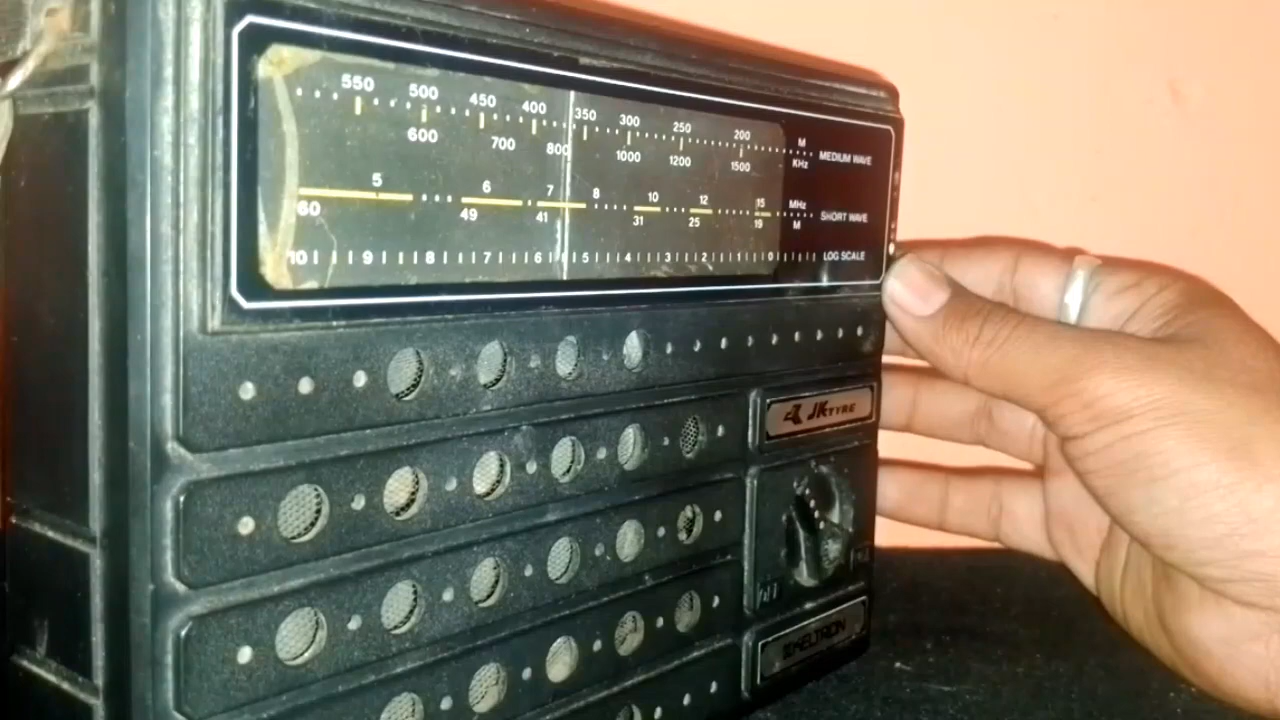 550 500 450 400 350 300 250 200 M
600 700 800 1000 1200 1500 KHz MEDIUM WAVE
5 6 7 8 10 12 15 MHz
60 49 41 31 25 19 M SHORT WAVE
10 9 8 7 6 5 4 3 2 1 0 LOG SCALE
JK TYRE
KELTRON